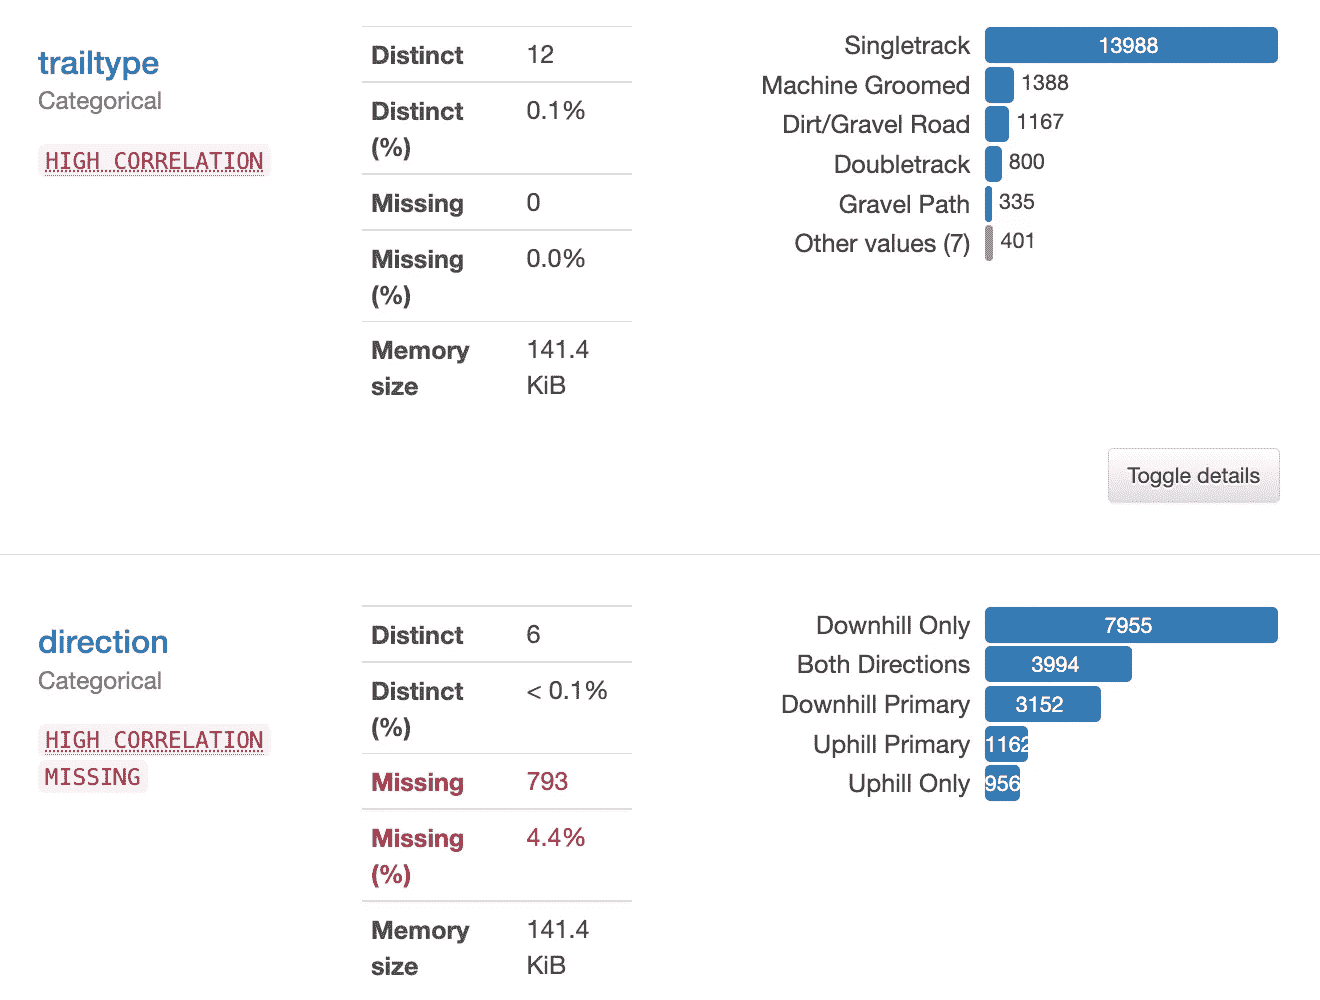 trailtype
Categorical
HIGH CORRELATION
Distinct 12
Distinct 0.1%
(%)
Missing 0
Missing 0.0%
(%)
Memory 141.4
size KiB
Singletrack 13988
Machine Groomed 1388
Dirt/Gravel Road 1167
Doubletrack 800
Gravel Path 335
Other values (7) 401
Toggle details
direction
Categorical
HIGH CORRELATION
MISSING
Distinct 6
Distinct < 0.1%
(%)
Missing 793
Missing 4.4%
(%)
Memory 141.4
size KiB
Downhill Only 7955
Both Directions 3994
Downhill Primary 3152
Uphill Primary 1162
Uphill Only 956